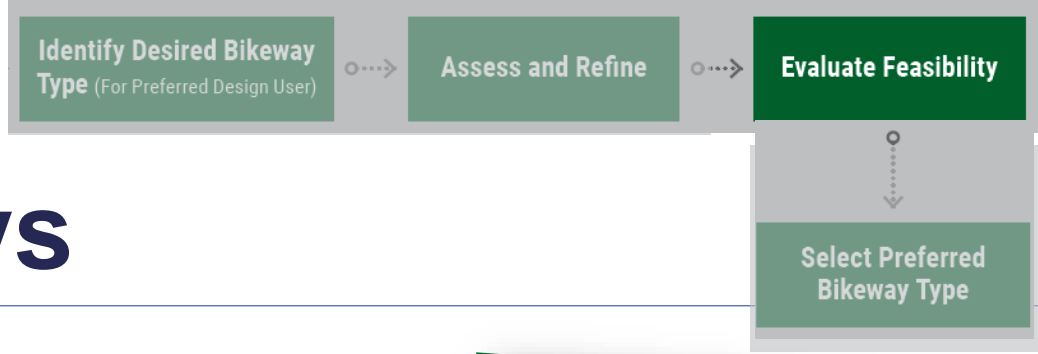 Identify Desired Bikeway
Type (For Preferred Design User)
Assess and Refine
Evaluate Feasibility
Select Preferred
Bikeway Type